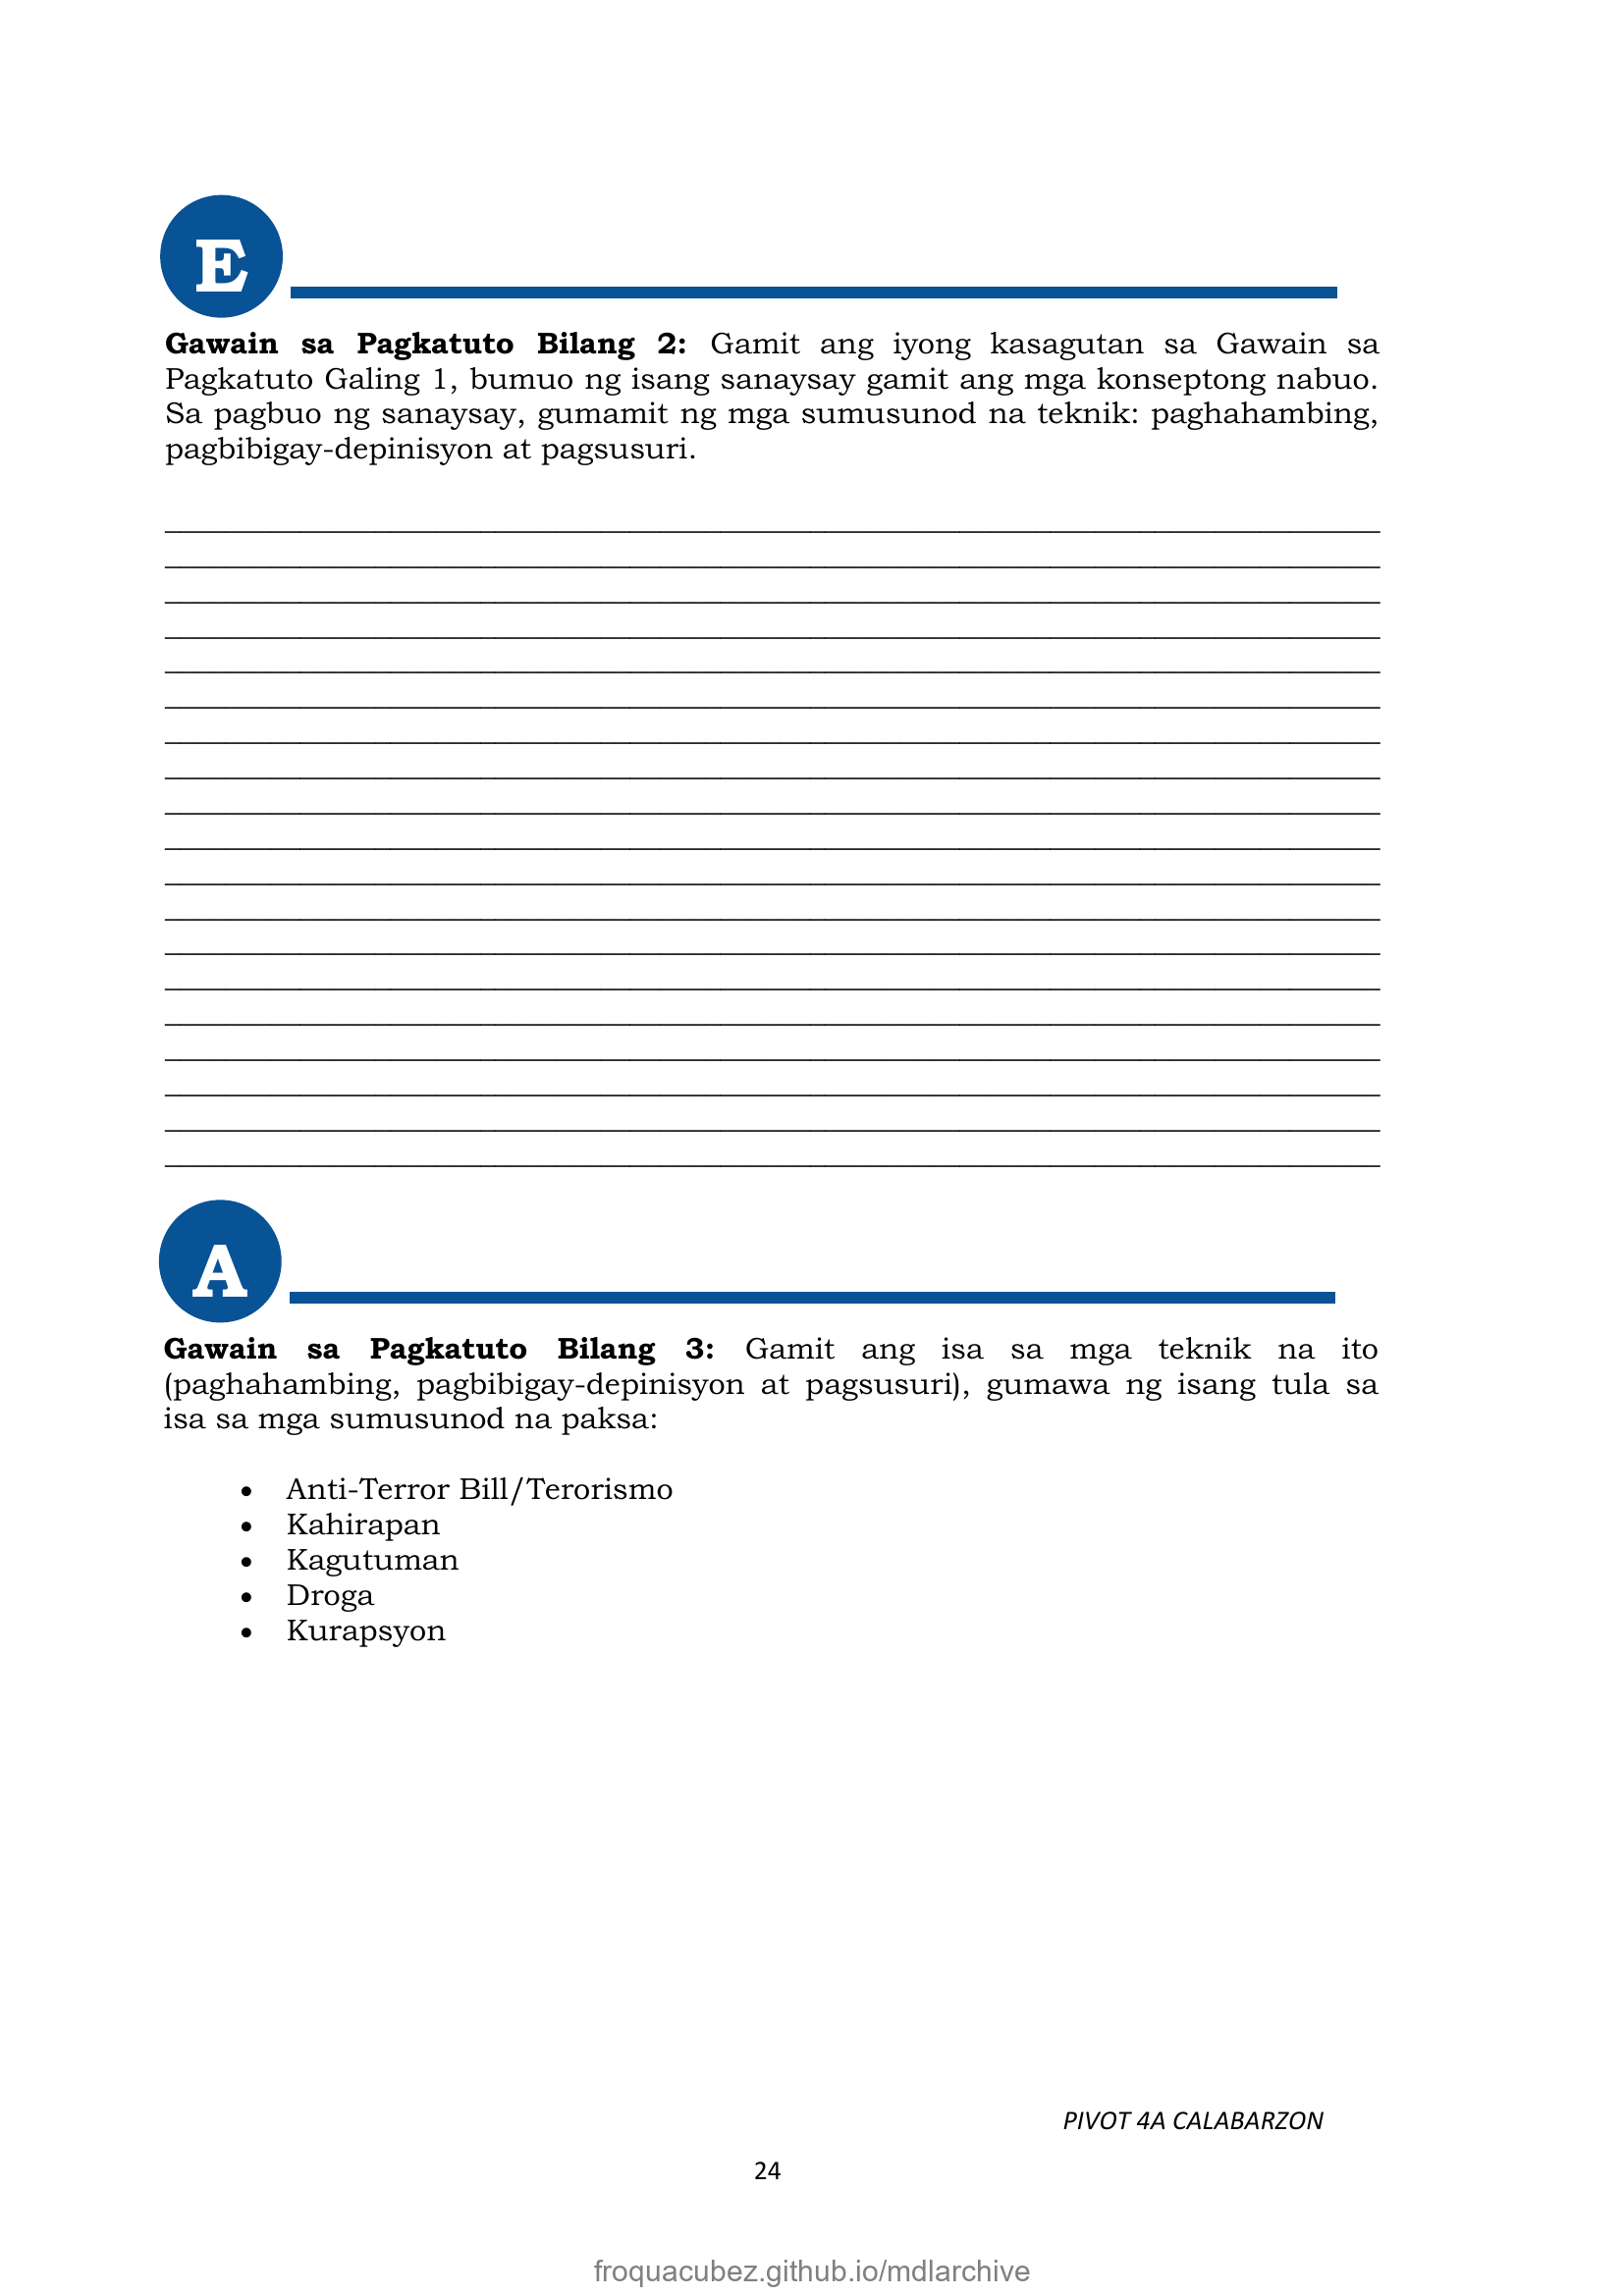 E
Gawain sa Pagkatuto Bilang 2: Gamit ang iyong kasagutan sa Gawain sa
Pagkatuto Galing 1, bumuo ng isang sanaysay gamit ang mga konseptong nabuo.
Sa pagbuo ng sanaysay, gumamit ng mga sumusunod na teknik: paghahambing,
pagbibigay-depinisyon at pagsusuri.
A
Gawain sa Pagkatuto Bilang 3: Gamit ang isa sa mga teknik na ito
(paghahambing, pagbibigay-depinisyon at pagsusuri), gumawa ng isang tula sa
isa sa mga sumusunod na paksa:
• Anti-Terror Bill/Terorismo
• Kahirapan
• Kagutuman
• Droga
• Kurapsyon
PIVOT 4A CALABARZON
24
froquacubez.github.io/mdlarchive